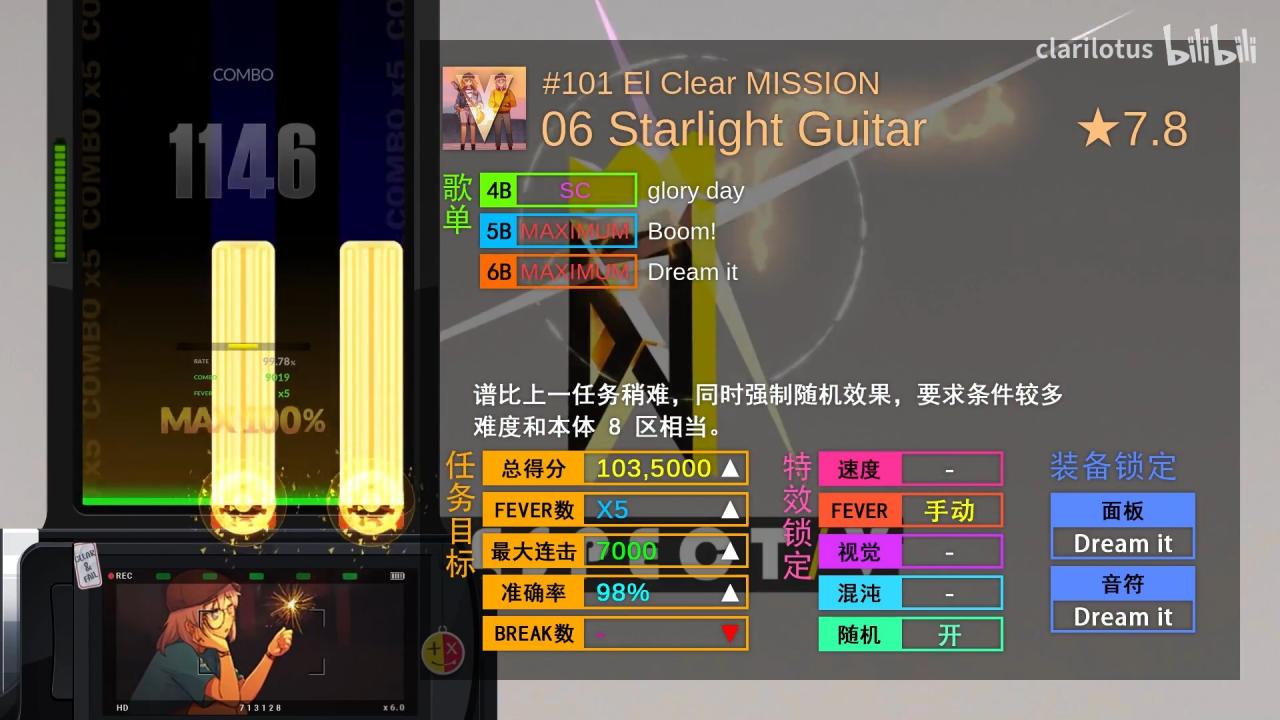 clarilotus bilibili
#101 El Clear MISSION
06 Starlight Guitar
★7.8
歌单
4B SC glory day
5B MAXIMUM Boom!
6B MAXIMUM Dream it
谱比上一任务稍难，同时强制随机效果，要求条件较多
难度和本体 8 区相当。
任务目标
总得分 103,5000 ▲
FEVER数 X5 ▲
最大连击 7000 ▲
准确率 98% ▲
BREAK数 - ▼
特效锁定
速度 -
FEVER 手动
视觉 -
混沌 -
随机 开
装备锁定
面板
Dream it
音符
Dream it
COMBO
1146
COMBO x5
RATE 99.78%
COMBO 9019
FEVER x5
MAX 100%
CLEAR & FAIL
REC
HD 713128 x6.0